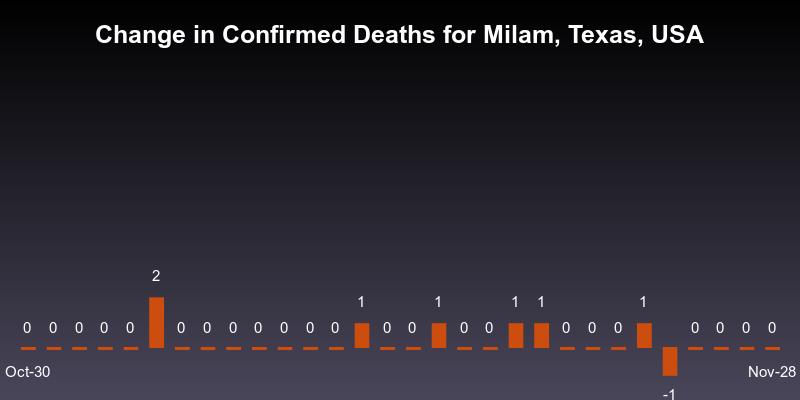 Change in Confirmed Deaths for Milam, Texas, USA
2
1 1 1 1 1
0 0 0 0 0 0 0 0 0 0 0 0 0 0 0 0 0 0 0 0 0 0 0
Oct-30 Nov-28
-1